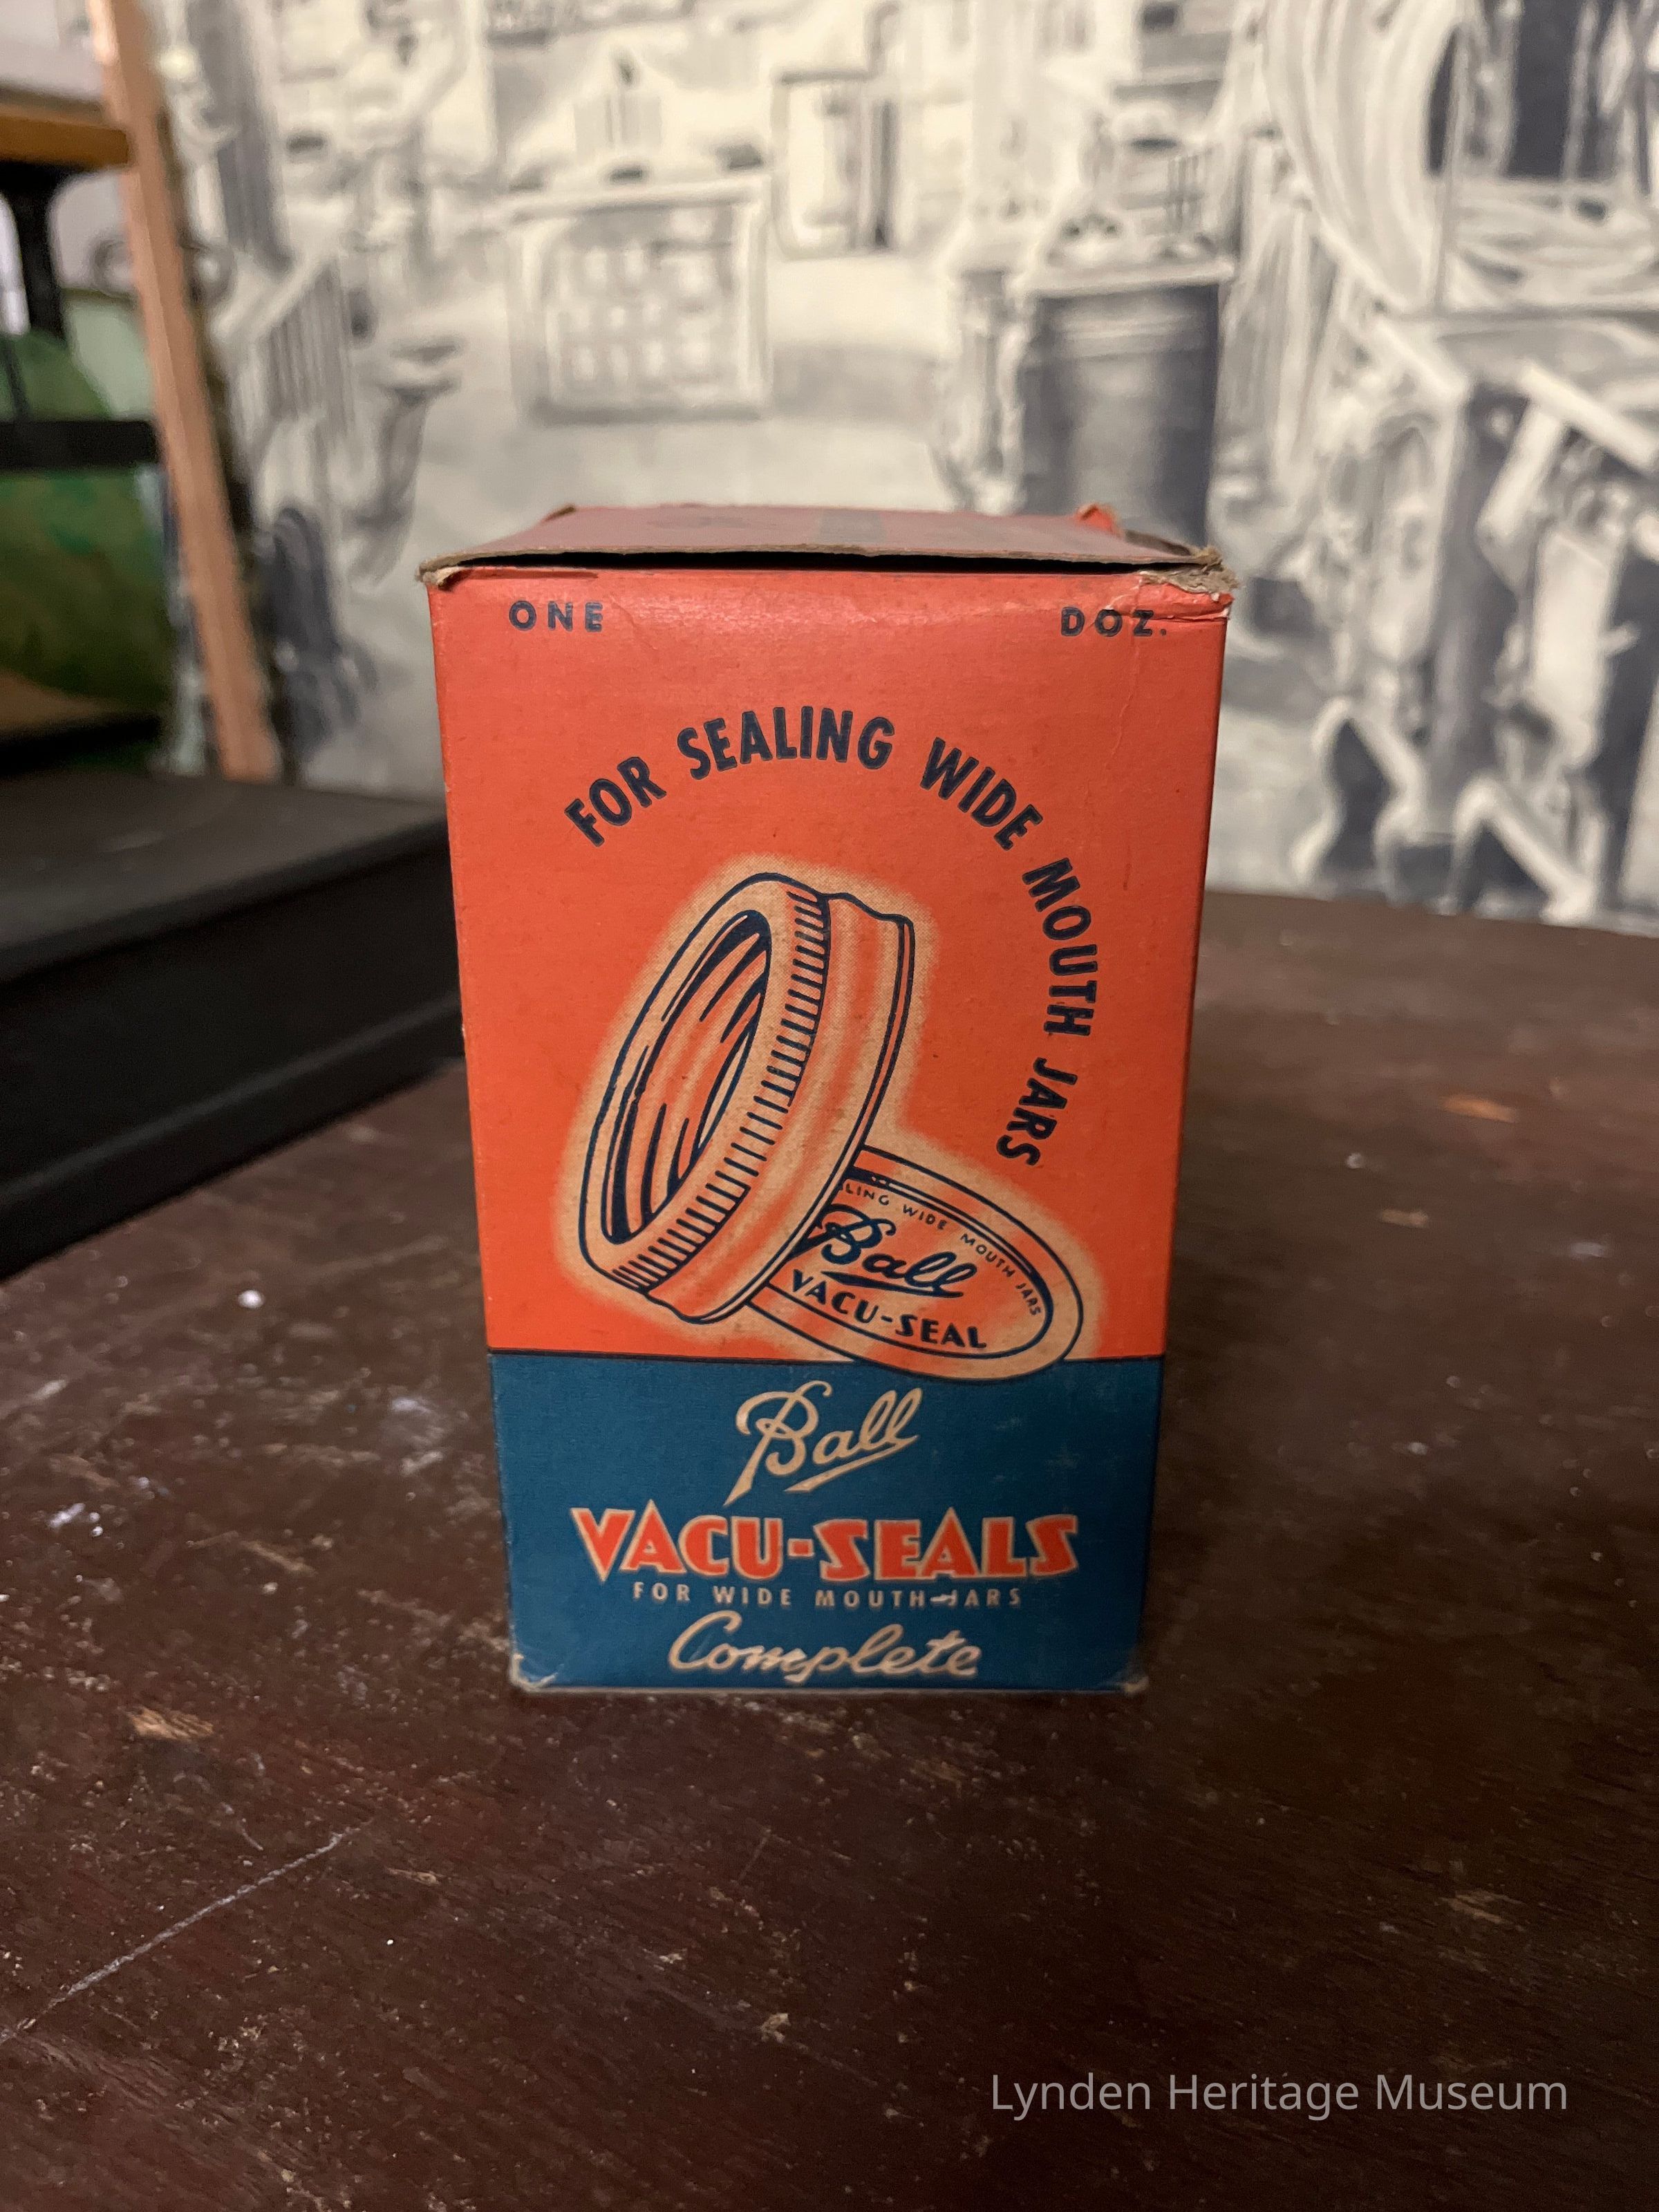 ONE DOZ.
FOR SEALING WIDE MOUTH JARS
LING WIDE MOUTH JARS
Ball
VACU-SEAL
Ball
VACU-SEALS
FOR WIDE MOUTH JARS
Complete
Lynden Heritage Museum